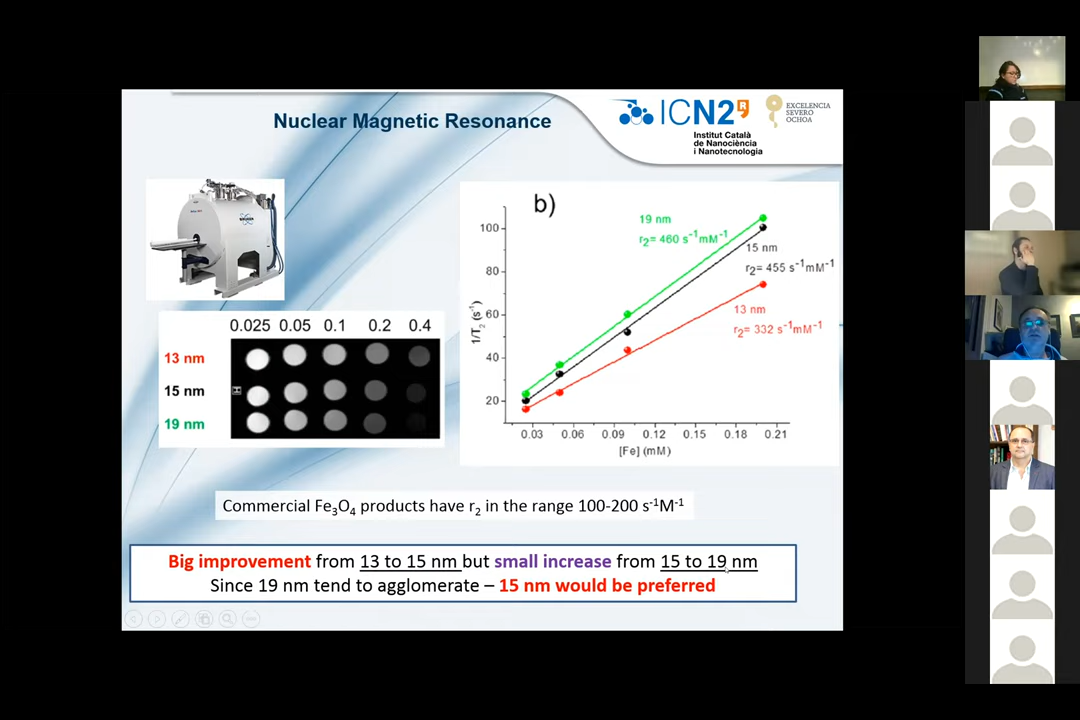 Nuclear Magnetic Resonance
ICN2
Institut Català
de Nanociència
i Nanotecnologia
EXCELENCIA
SEVERO
OCHOA
0.025 0.05 0.1 0.2 0.4
13 nm
15 nm
19 nm
b)
19 nm
r₂= 460 s⁻¹mM⁻¹
15 nm
r₂= 455 s⁻¹mM⁻¹
13 nm
r₂= 332 s⁻¹mM⁻¹
1/T₂ (s⁻¹)
100
80
60
40
20
0.03 0.06 0.09 0.12 0.15 0.18 0.21
[Fe] (mM)
Commercial Fe₃O₄ products have r₂ in the range 100-200 s⁻¹M⁻¹
Big improvement from 13 to 15 nm but small increase from 15 to 19 nm
Since 19 nm tend to agglomerate – 15 nm would be preferred